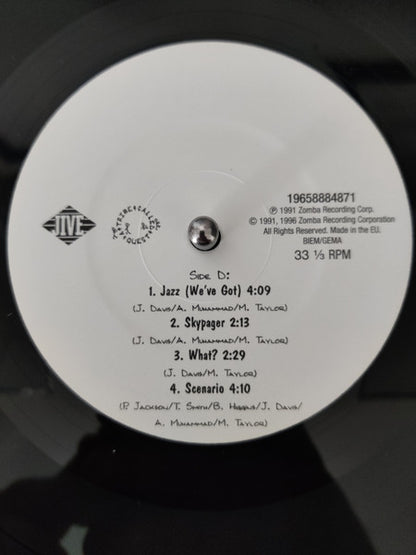 JIVE
A TRIBE CALLED QUEST
19658884871
℗ 1991 Zomba Recording Corp.
© 1991, 1996 Zomba Recording Corporation
All Rights Reserved. Made in the EU.
BIEM/GEMA
33 ⅓ RPM
Side D:
1. Jazz (We've Got) 4:09
(J. Davis/A. Muhammad/M. Taylor)
2. Skypager 2:13
(J. Davis/A. Muhammad/M. Taylor)
3. What? 2:29
(J. Davis/M. Taylor)
4. Scenario 4:10
(P. Jackson/T. Smith/B. Higgins/J. Davis/
A. Muhammad/M. Taylor)